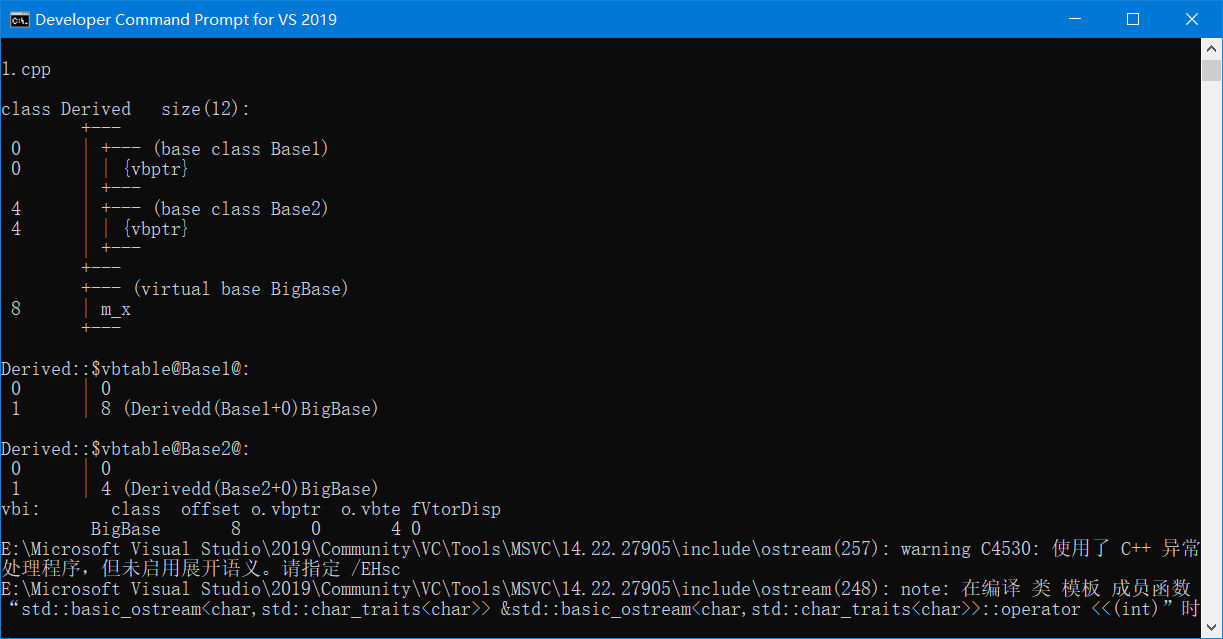 Developer Command Prompt for VS 2019
1.cpp
class Derived   size(12):
        +---
 0      | +--- (base class Base1)
 0      | | {vbptr}
        | +---
 4      | +--- (base class Base2)
 4      | | {vbptr}
        | +---
        +---
        +--- (virtual base BigBase)
 8      | m_x
        +---
Derived::$vbtable@Base1@:
 0      | 0
 1      | 8 (Derivedd(Base1+0)BigBase)
Derived::$vbtable@Base2@:
 0      | 0
 1      | 4 (Derivedd(Base2+0)BigBase)
vbi:       class  offset o.vbptr  o.vbte fVtorDisp
         BigBase       8       0       4 0
E:\Microsoft Visual Studio\2019\Community\VC\Tools\MSVC\14.22.27905\include\ostream(257): warning C4530: 使用了 C++ 异常
处理程序，但未启用展开语义。请指定 /EHsc
E:\Microsoft Visual Studio\2019\Community\VC\Tools\MSVC\14.22.27905\include\ostream(248): note: 在编译 类 模板 成员函数
“std::basic_ostream<char,std::char_traits<char>> &std::basic_ostream<char,std::char_traits<char>>::operator <<(int)”时